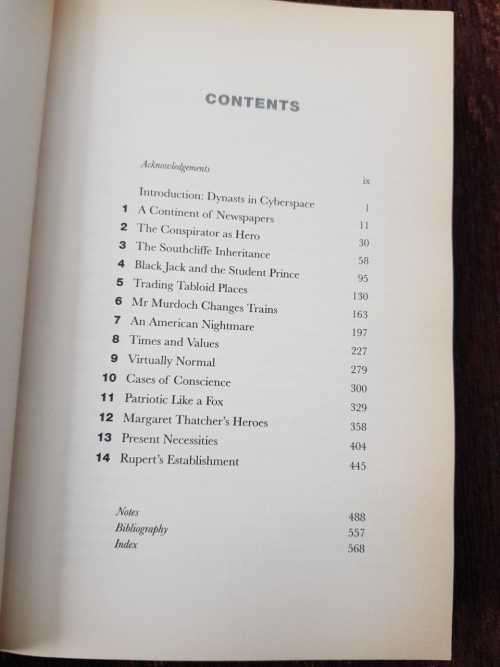 CONTENTS
Acknowledgements ix
Introduction: Dynasts in Cyberspace 1
1 A Continent of Newspapers 11
2 The Conspirator as Hero 30
3 The Southcliffe Inheritance 58
4 Black Jack and the Student Prince 95
5 Trading Tabloid Places 130
6 Mr Murdoch Changes Trains 163
7 An American Nightmare 197
8 Times and Values 227
9 Virtually Normal 279
10 Cases of Conscience 300
11 Patriotic Like a Fox 329
12 Margaret Thatcher's Heroes 358
13 Present Necessities 404
14 Rupert's Establishment 445
Notes 488
Bibliography 557
Index 568